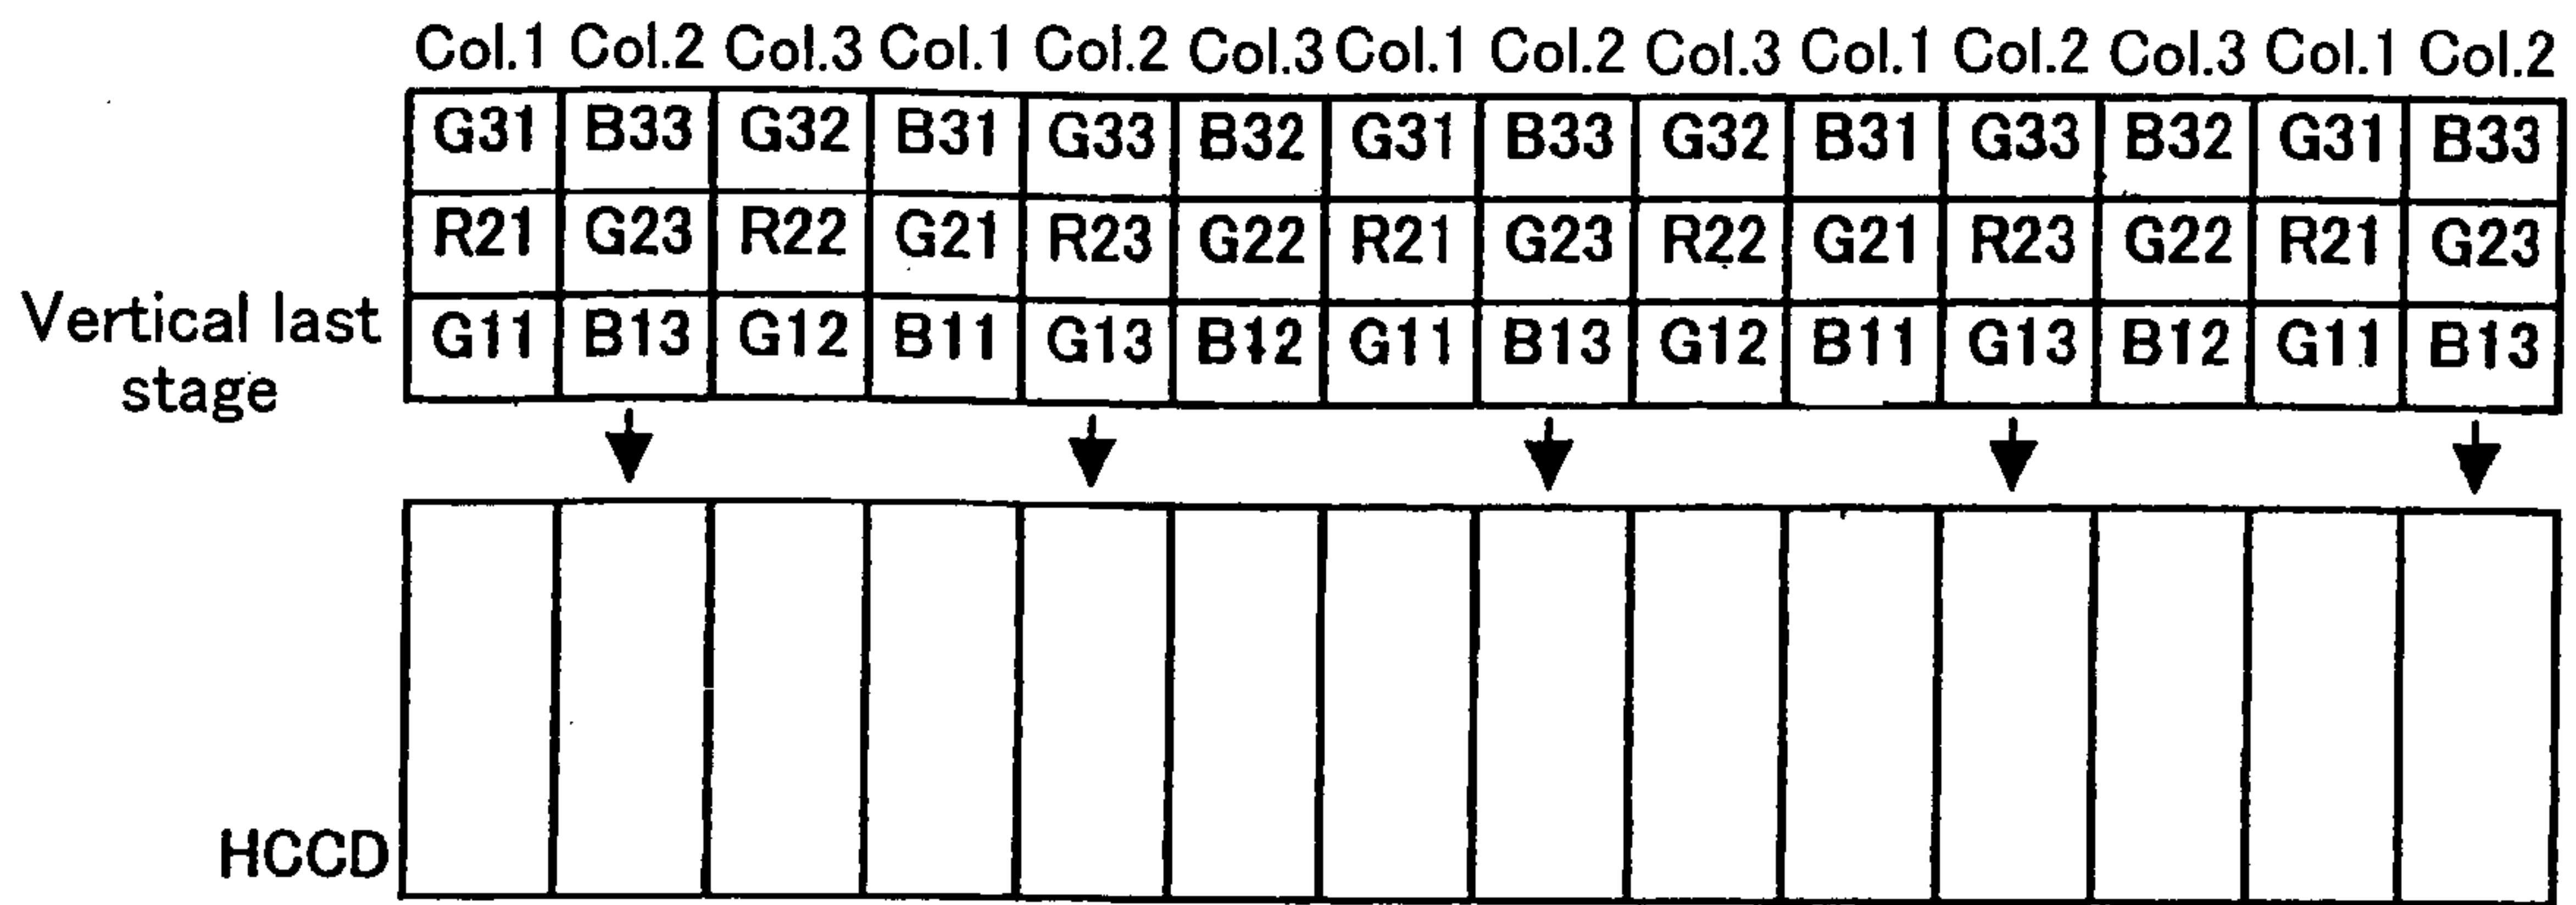 Col.1 Col.2 Col.3 Col.1 Col.2 Col.3 Col.1 Col.2 Col.3 Col.1 Col.2 Col.3 Col.1 Col.2
G31 B33 G32 B31 G33 B32 G31 B33 G32 B31 G33 B32 G31 B33
R21 G23 R22 G21 R23 G22 R21 G23 R22 G21 R23 G22 R21 G23
Vertical last
stage
G11 B13 G12 B11 G13 B12 G11 B13 G12 B11 G13 B12 G11 B13
HCCD